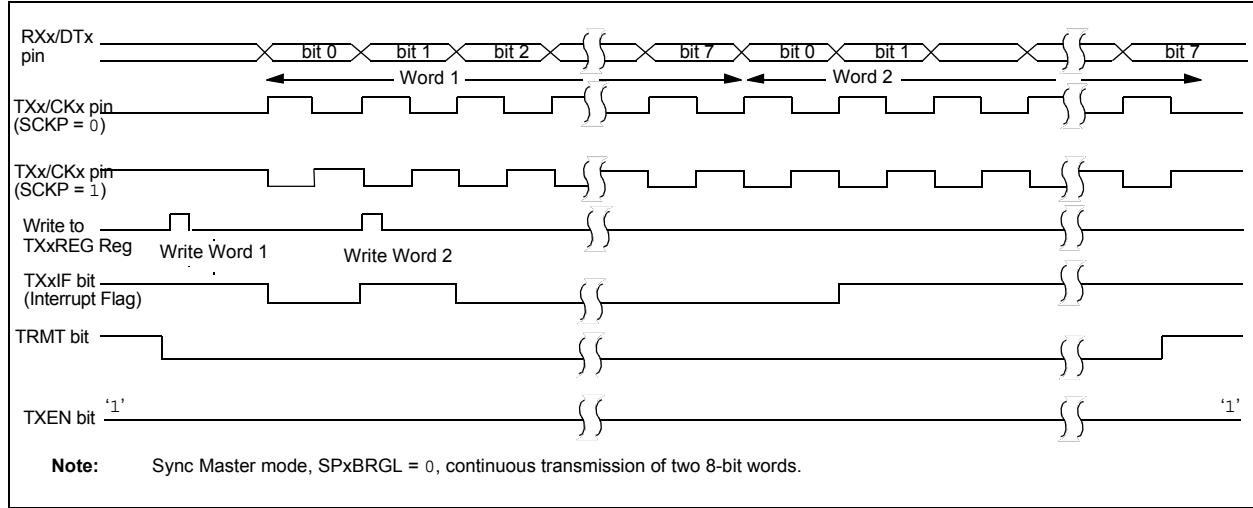 RXx/DTx
pin
bit 0 bit 1 bit 2 bit 7 bit 0 bit 1 bit 7
Word 1 Word 2
TXx/CKx pin
(SCKP = 0)
TXx/CKx pin
(SCKP = 1)
Write to
TXxREG Reg
Write Word 1 Write Word 2
TXxIF bit
(Interrupt Flag)
TRMT bit
TXEN bit ‘1’ ‘1’
Note: Sync Master mode, SPxBRGL = 0, continuous transmission of two 8-bit words.